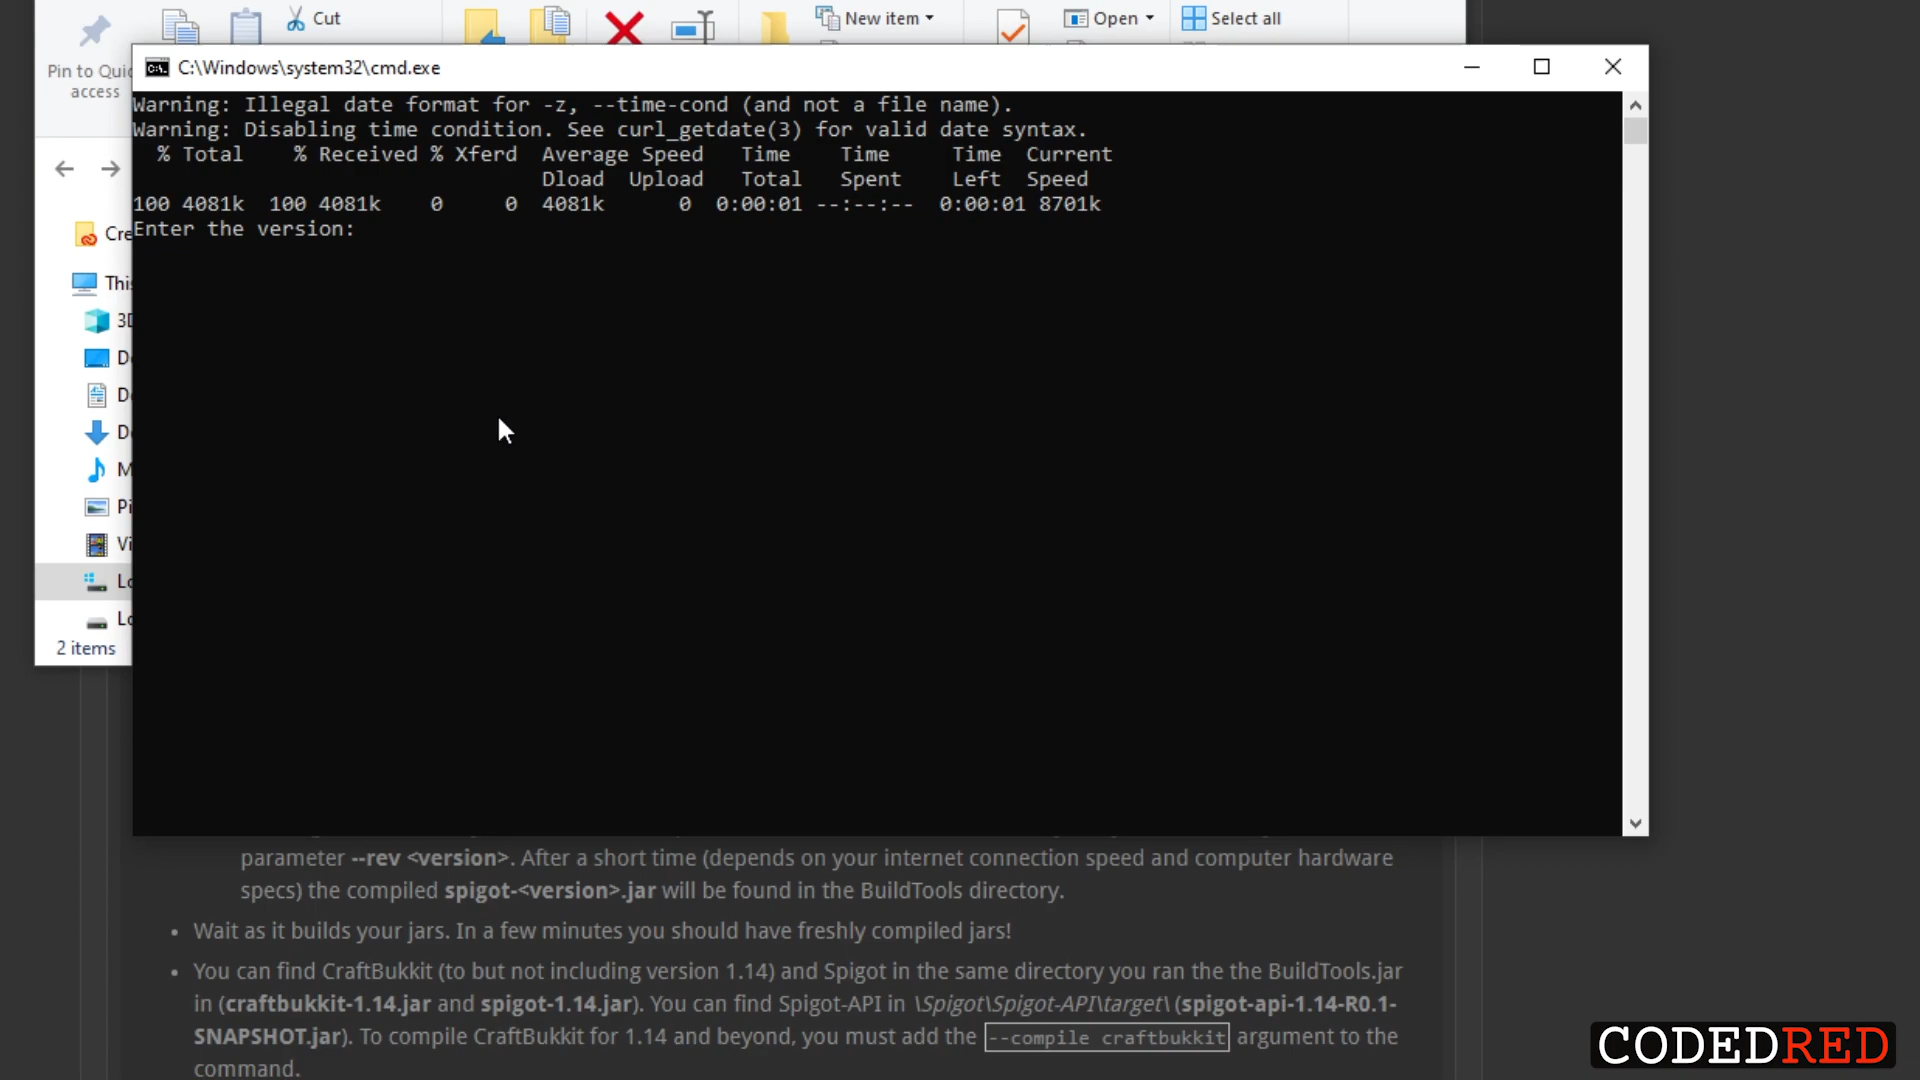 Cut
New item
Open
Select all
Pin to Quic
access
C:\Windows\system32\cmd.exe
Warning: Illegal date format for -z, --time-cond (and not a file name).
Warning: Disabling time condition. See curl_getdate(3) for valid date syntax.
% Total % Received % Xferd Average Speed Time Time Time Current
Dload Upload Total Spent Left Speed
100 4081k 100 4081k 0 0 4081k 0 0:00:01 --:--:-- 0:00:01 8701k
Enter the version:
Cre
This
3D
De
Do
Do
M
Pi
Vi
Lo
Lo
2 items
parameter --rev <version>. After a short time (depends on your internet connection speed and computer hardware
specs) the compiled spigot-<version>.jar will be found in the BuildTools directory.
• Wait as it builds your jars. In a few minutes you should have freshly compiled jars!
• You can find CraftBukkit (to but not including version 1.14) and Spigot in the same directory you ran the the BuildTools.jar
in (craftbukkit-1.14.jar and spigot-1.14.jar). You can find Spigot-API in \Spigot\Spigot-API\target\ (spigot-api-1.14-R0.1-
SNAPSHOT.jar). To compile CraftBukkit for 1.14 and beyond, you must add the --compile craftbukkit argument to the
command.
CODEDRED